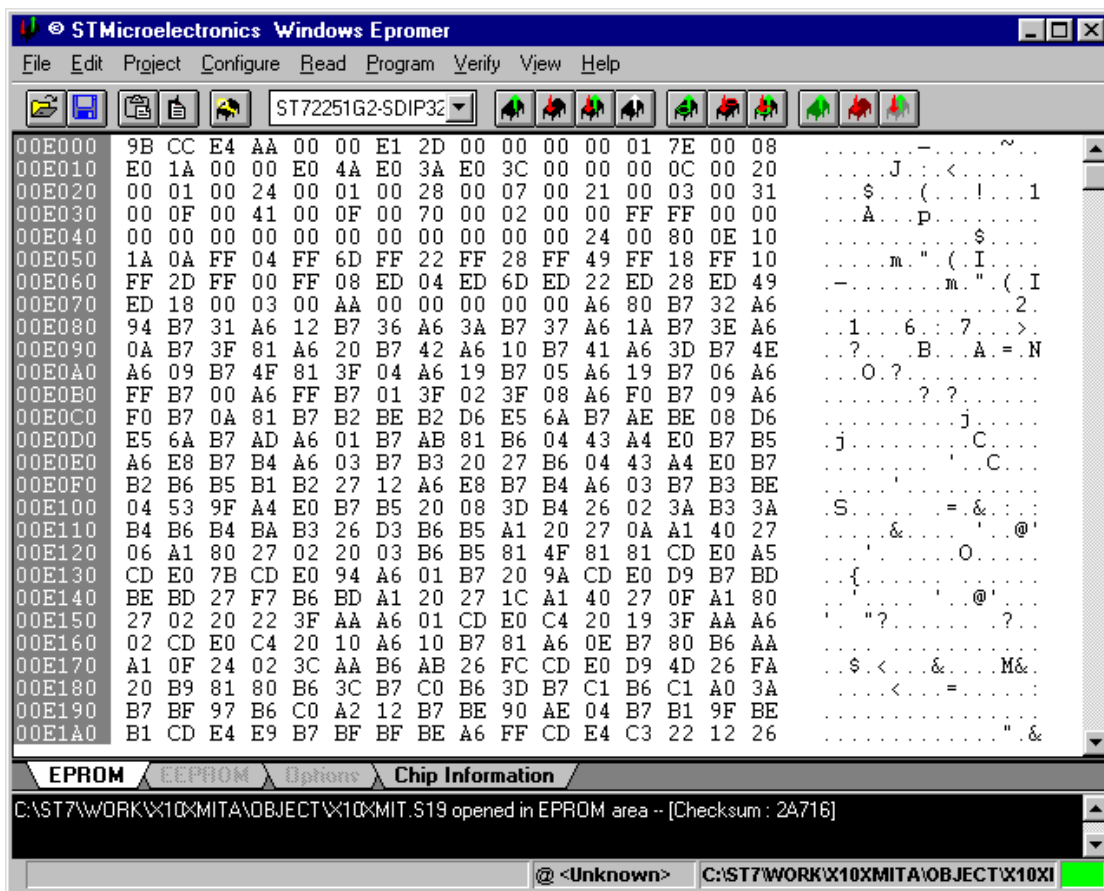 © STMicroelectronics Windows Epromer
File Edit Project Configure Read Program Verify View Help
ST72251G2-SDIP32
00E000 9B CC E4 AA 00 00 E1 2D 00 00 00 00 01 7E 00 08 .......–.....~..
00E010 E0 1A 00 00 E0 4A E0 3A E0 3C 00 00 00 0C 00 20 .....J.:.<.....
00E020 00 01 00 24 00 01 00 28 00 07 00 21 00 03 00 31 ...$...(...!...1
00E030 00 0F 00 41 00 0F 00 70 00 02 00 00 FF FF 00 00 ...A...p........
00E040 00 00 00 00 00 00 00 00 00 00 00 24 00 80 0E 10 ...........$....
00E050 1A 0A FF 04 FF 6D FF 22 FF 28 FF 49 FF 18 FF 10 .....m.".(.I....
00E060 FF 2D FF 00 FF 08 ED 04 ED 6D ED 22 ED 28 ED 49 .–.......m.".(.I
00E070 ED 18 00 03 00 AA 00 00 00 00 00 A6 80 B7 32 A6 ..............2.
00E080 94 B7 31 A6 12 B7 36 A6 3A B7 37 A6 1A B7 3E A6 ..1...6.:.7...>.
00E090 0A B7 3F 81 A6 20 B7 42 A6 10 B7 41 A6 3D B7 4E ..?.. .B...A.=.N
00E0A0 A6 09 B7 4F 81 3F 04 A6 19 B7 05 A6 19 B7 06 A6 ...O.?..........
00E0B0 FF B7 00 A6 FF B7 01 3F 02 3F 08 A6 F0 B7 09 A6 .......?.?......
00E0C0 F0 B7 0A 81 B7 B2 BE B2 D6 E5 6A B7 AE BE 08 D6 ..........j.....
00E0D0 E5 6A B7 AD A6 01 B7 AB 81 B6 04 43 A4 E0 B7 B5 .j.........C....
00E0E0 A6 E8 B7 B4 A6 03 B7 B3 20 27 B6 04 43 A4 E0 B7 ........ '..C...
00E0F0 B2 B6 B5 B1 B2 27 12 A6 E8 B7 B4 A6 03 B7 B3 BE .....'..........
00E100 04 53 9F A4 E0 B7 B5 20 08 3D B4 26 02 3A B3 3A .S..... .=.&.:.:
00E110 B4 B6 B4 BA B3 26 D3 B6 B5 A1 20 27 0A A1 40 27 .....&.... '..@'
00E120 06 A1 80 27 02 20 03 B6 B5 81 4F 81 81 CD E0 A5 ...'. ....O.....
00E130 CD E0 7B CD E0 94 A6 01 B7 20 9A CD E0 D9 B7 BD ..{...... ......
00E140 BE BD 27 F7 B6 BD A1 20 27 1C A1 40 27 0F A1 80 ..'.... '..@'...
00E150 27 02 20 22 3F AA A6 01 CD E0 C4 20 19 3F AA A6 '. "?...... .?..
00E160 02 CD E0 C4 20 10 A6 10 B7 81 A6 0E B7 80 B6 AA .... ...........
00E170 A1 0F 24 02 3C AA B6 AB 26 FC CD E0 D9 4D 26 FA ..$.<...&....M&.
00E180 20 B9 81 80 B6 3C B7 C0 B6 3D B7 C1 B6 C1 A0 3A .....<...=.....:
00E190 B7 BF 97 B6 C0 A2 12 B7 BE 90 AE 04 B7 B1 9F BE ................
00E1A0 B1 CD E4 E9 B7 BF BF BE A6 FF CD E4 C3 22 12 26 .............".&
EPROM EEPROM Options Chip Information
C:\ST7\WORK\X10XMITA\OBJECT\X10XMIT.S19 opened in EPROM area -- [Checksum : 2A716]
@ <Unknown> C:\ST7\WORK\X10XMITA\OBJECT\X10XI